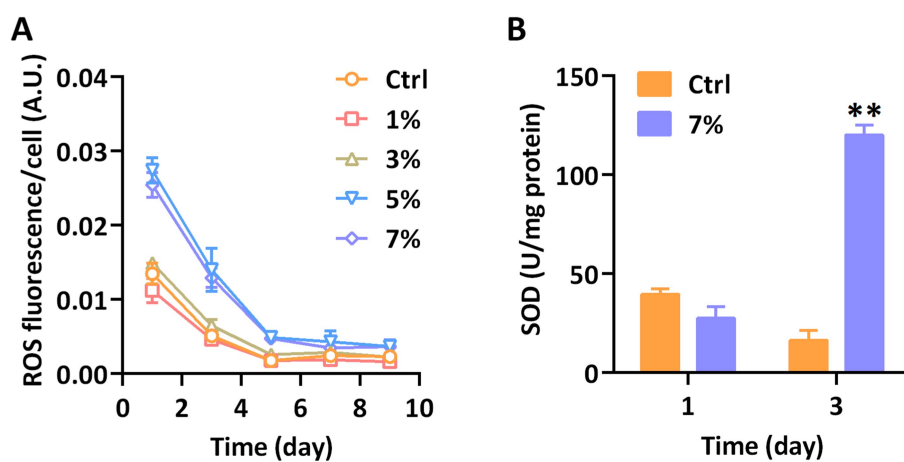 A
ROS fluorescence/cell (A.U.)
0.04
0.03
0.02
0.01
0.00
0 2 4 6 8 10
Time (day)
Ctrl
1%
3%
5%
7%
B
SOD (U/mg protein)
150
100
50
0
1 3
Time (day)
Ctrl
7%
**